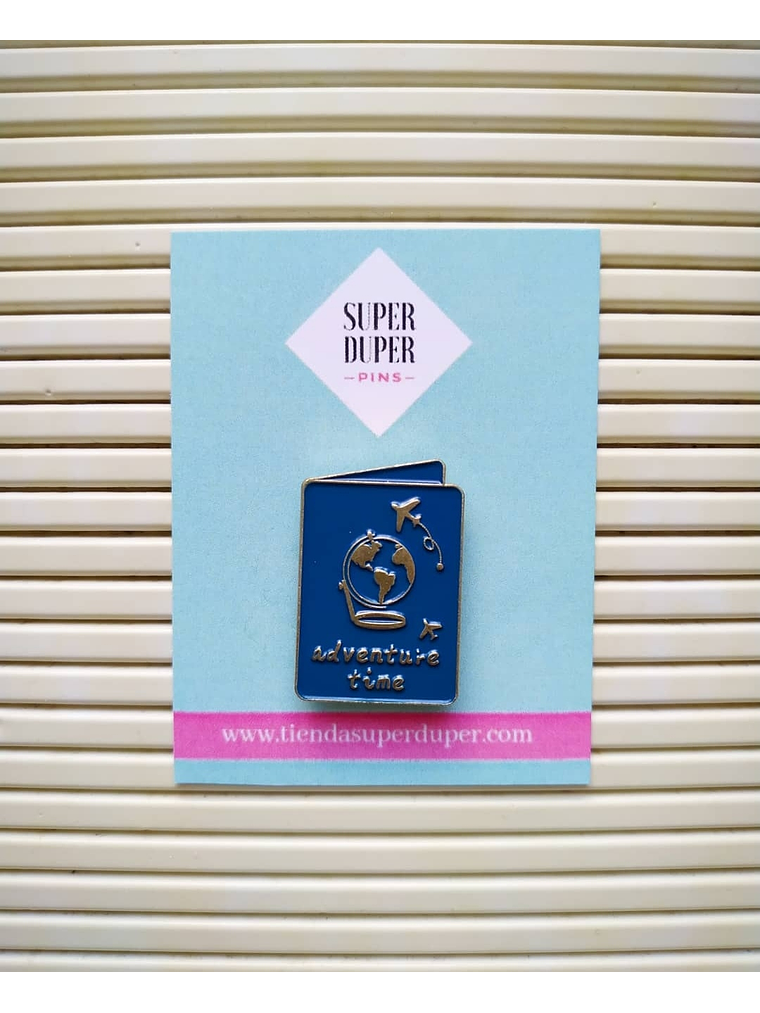 SUPER
DUPER
–PINS–
adventure
time
www.tiendasuperduper.com